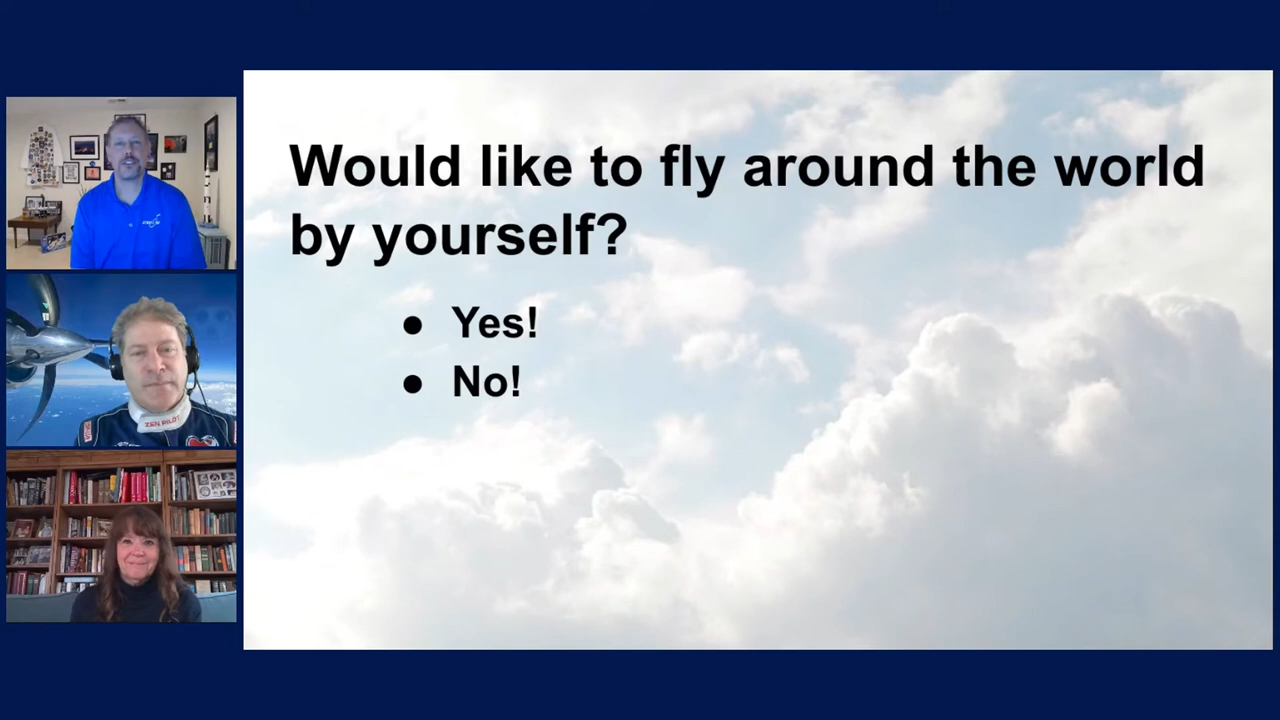 Would like to fly around the world
by yourself?
● Yes!
● No!
ZEN PILOT